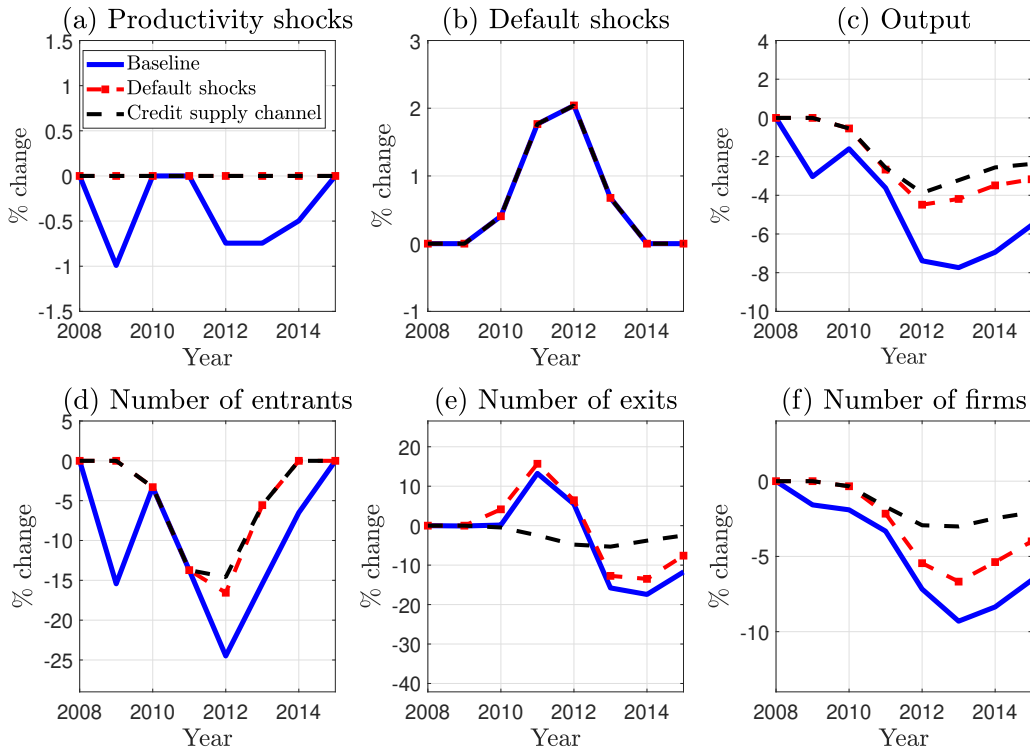 (a) Productivity shocks
1.5
1
0.5
0
-0.5
-1
-1.5
% change
Baseline
Default shocks
Credit supply channel
2008 2010 2012 2014
Year
(b) Default shocks
3
2
1
0
-1
% change
2008 2010 2012 2014
Year
(c) Output
4
2
0
-2
-4
-6
-8
-10
% change
2008 2010 2012 2014
Year
(d) Number of entrants
5
0
-5
-10
-15
-20
-25
% change
2008 2010 2012 2014
Year
(e) Number of exits
20
10
0
-10
-20
-30
-40
% change
2008 2010 2012 2014
Year
(f) Number of firms
0
-5
-10
% change
2008 2010 2012 2014
Year